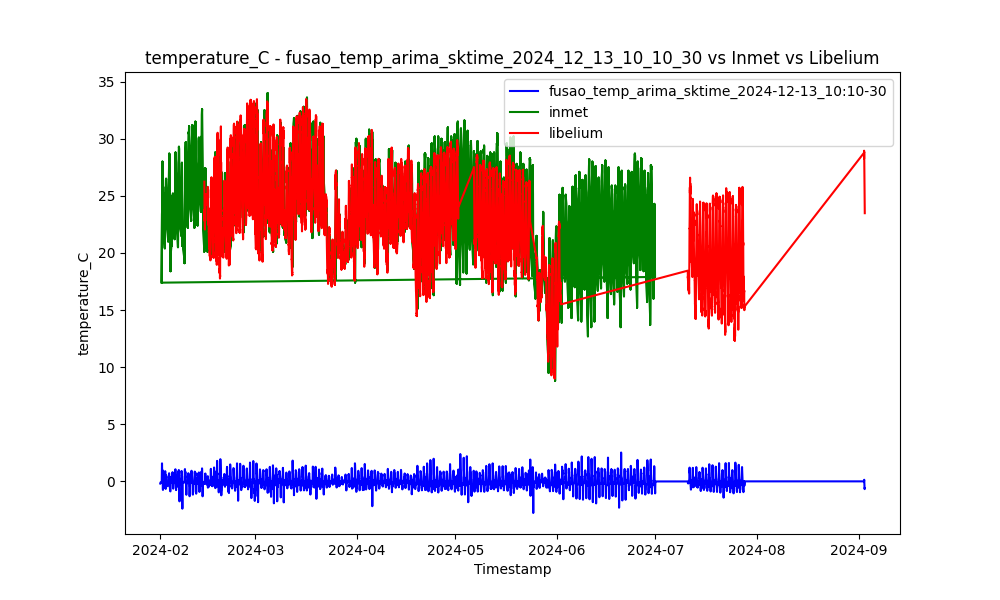 temperature_C - fusao_temp_arima_sktime_2024_12_13_10_10_30 vs Inmet vs Libelium
fusao_temp_arima_sktime_2024-12-13_10:10-30
inmet
libelium
temperature_C
35
30
25
20
15
10
5
0
2024-02 2024-03 2024-04 2024-05 2024-06 2024-07 2024-08 2024-09
Timestamp